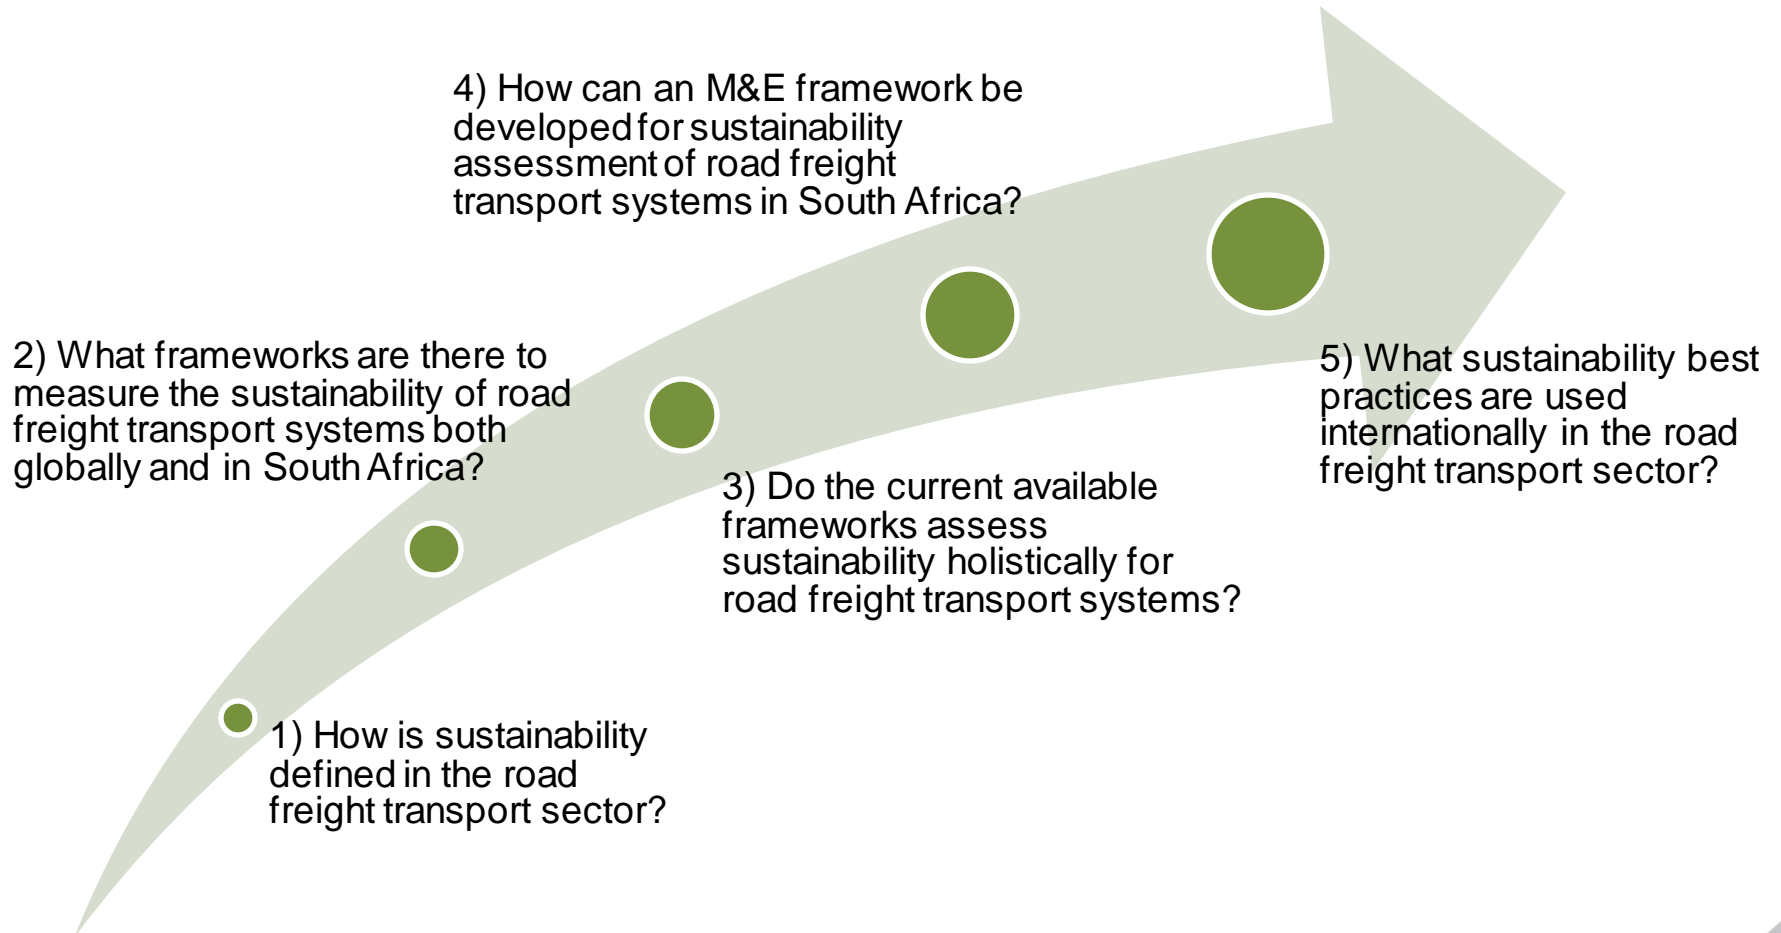 1) How is sustainability
defined in the road
freight transport sector?
2) What frameworks are there to
measure the sustainability of road
freight transport systems both
globally and in South Africa?
3) Do the current available
frameworks assess
sustainability holistically for
road freight transport systems?
4) How can an M&E framework be
developed for sustainability
assessment of road freight
transport systems in South Africa?
5) What sustainability best
practices are used
internationally in the road
freight transport sector?